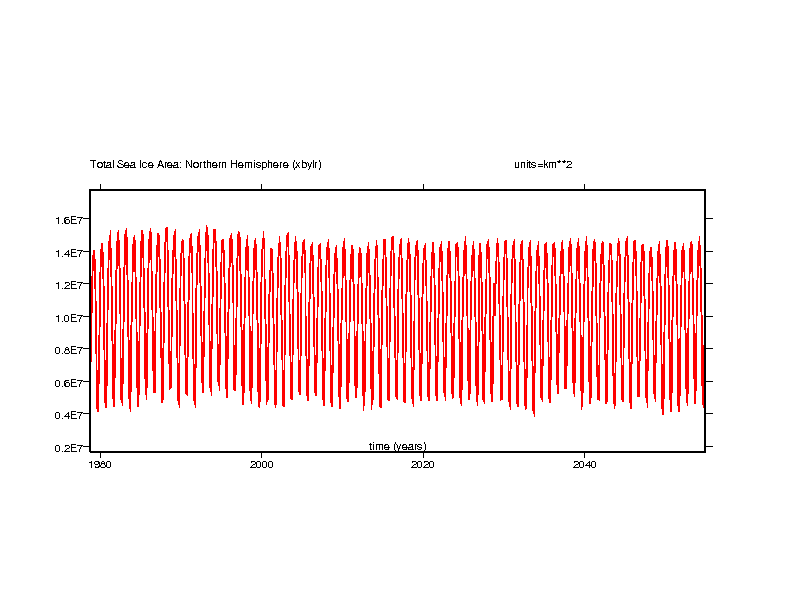 Total Sea Ice Area: Northern Hemisphere (xbylr) units=km**2
1.6E7
1.4E7
1.2E7
1.0E7
0.8E7
0.6E7
0.4E7
0.2E7
time (years)
1980 2000 2020 2040